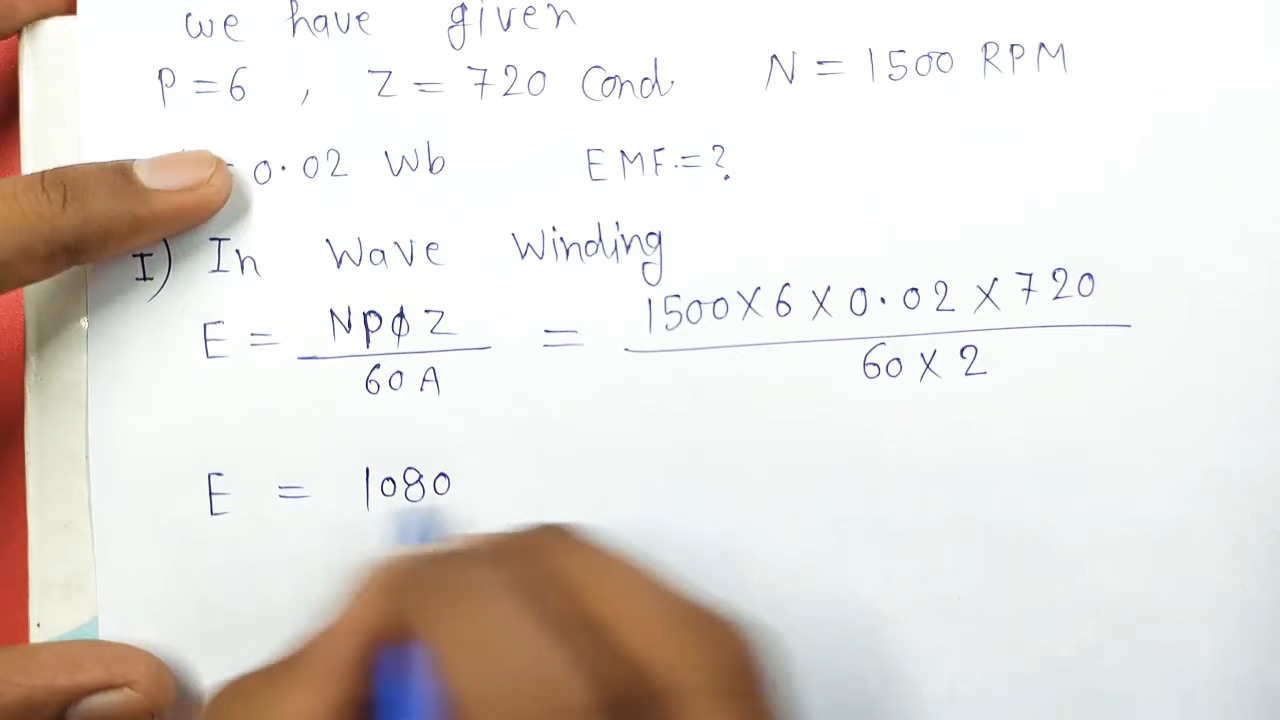 we have given
P = 6 , Z = 720 Cond. N = 1500 RPM
= 0.02 Wb EMF. = ?
I) In Wave Winding
E = NPϕZ / 60 A = 1500 X 6 X 0.02 X 720 / 60 X 2
E = 1080